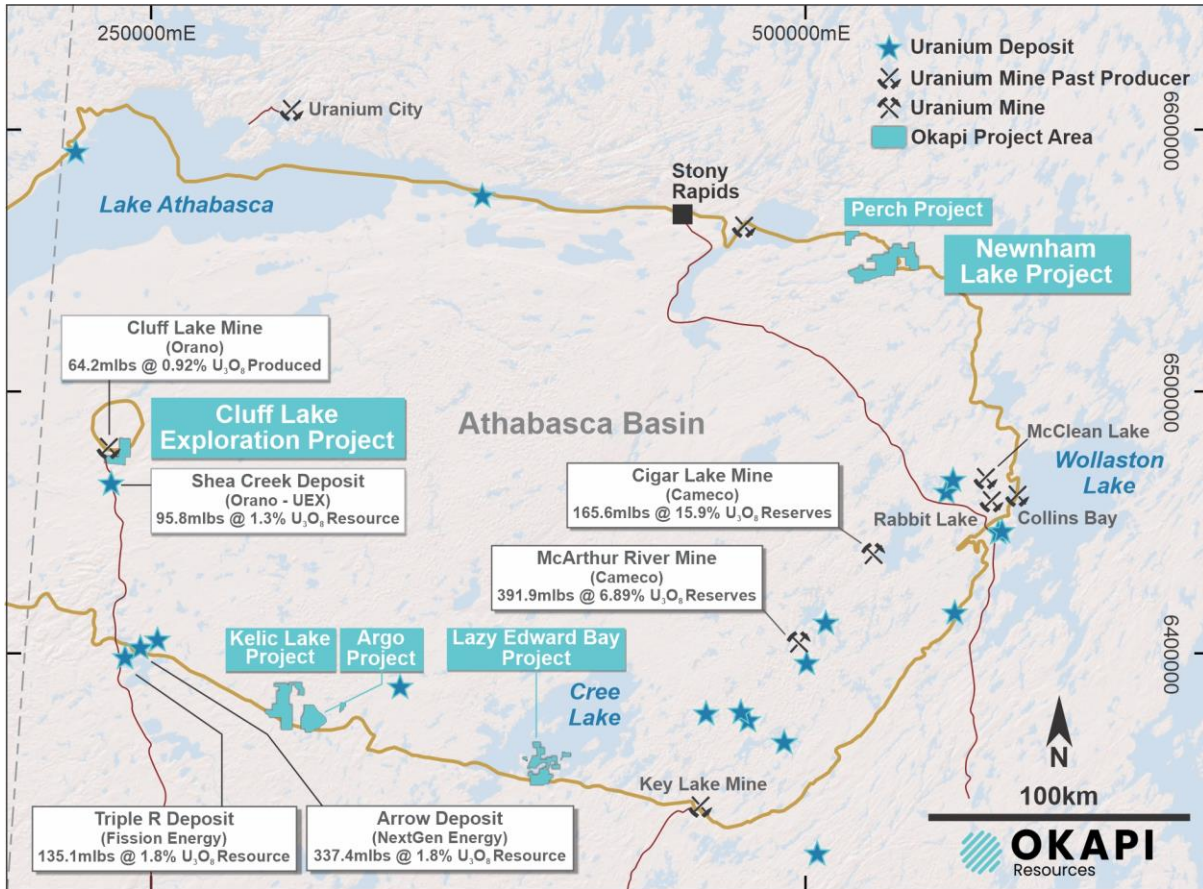 250000mE
500000mE
Uranium Deposit
Uranium Mine Past Producer
Uranium Mine
Okapi Project Area
6600000
Uranium City
Stony
Rapids
Lake Athabasca
Perch Project
Newnham
Lake Project
Cluff Lake Mine
(Orano)
64.2mlbs @ 0.92% U₃O₈ Produced
6500000
Cluff Lake
Exploration Project
Athabasca Basin
McClean Lake
Wollaston
Lake
Shea Creek Deposit
(Orano - UEX)
95.8mlbs @ 1.3% U₃O₈ Resource
Cigar Lake Mine
(Cameco)
165.6mlbs @ 15.9% U₃O₈ Reserves
Rabbit Lake
Collins Bay
McArthur River Mine
(Cameco)
391.9mlbs @ 6.89% U₃O₈ Reserves
6400000
Kelic Lake
Project
Argo
Project
Lazy Edward Bay
Project
Cree
Lake
N
Key Lake Mine
100km
Triple R Deposit
(Fission Energy)
135.1mlbs @ 1.8% U₃O₈ Resource
Arrow Deposit
(NextGen Energy)
337.4mlbs @ 1.8% U₃O₈ Resource
OKAPI
Resources